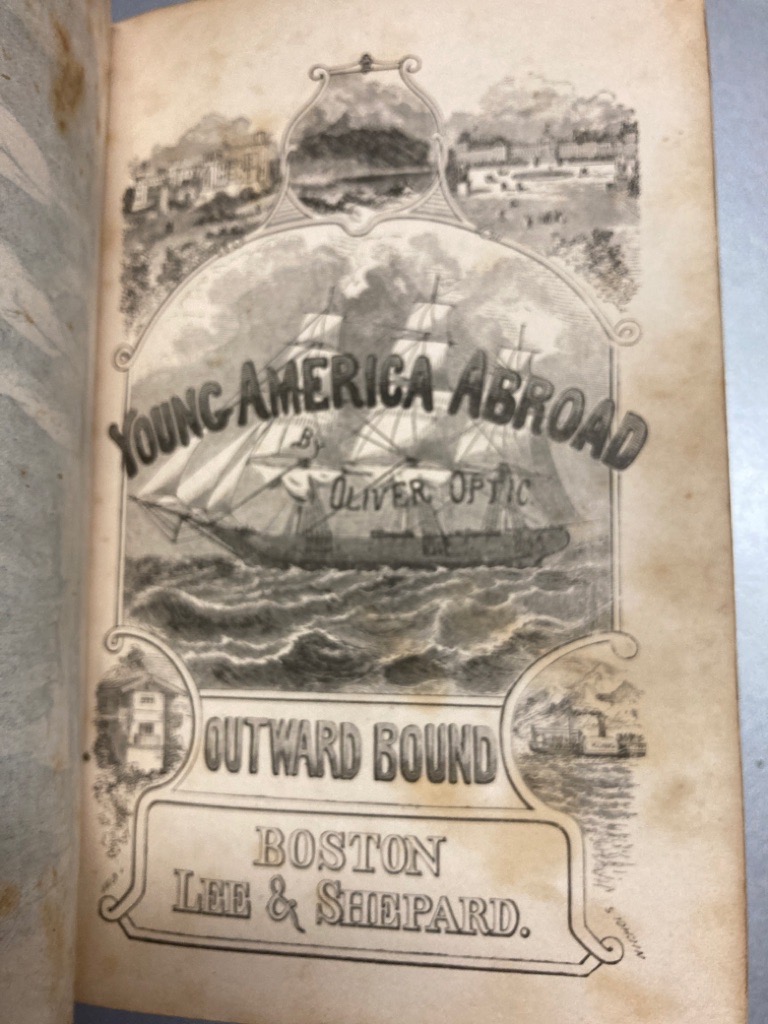 YOUNG AMERICA ABROAD
BY
OLIVER OPTIC
OUTWARD BOUND
BOSTON
LEE & SHEPARD.